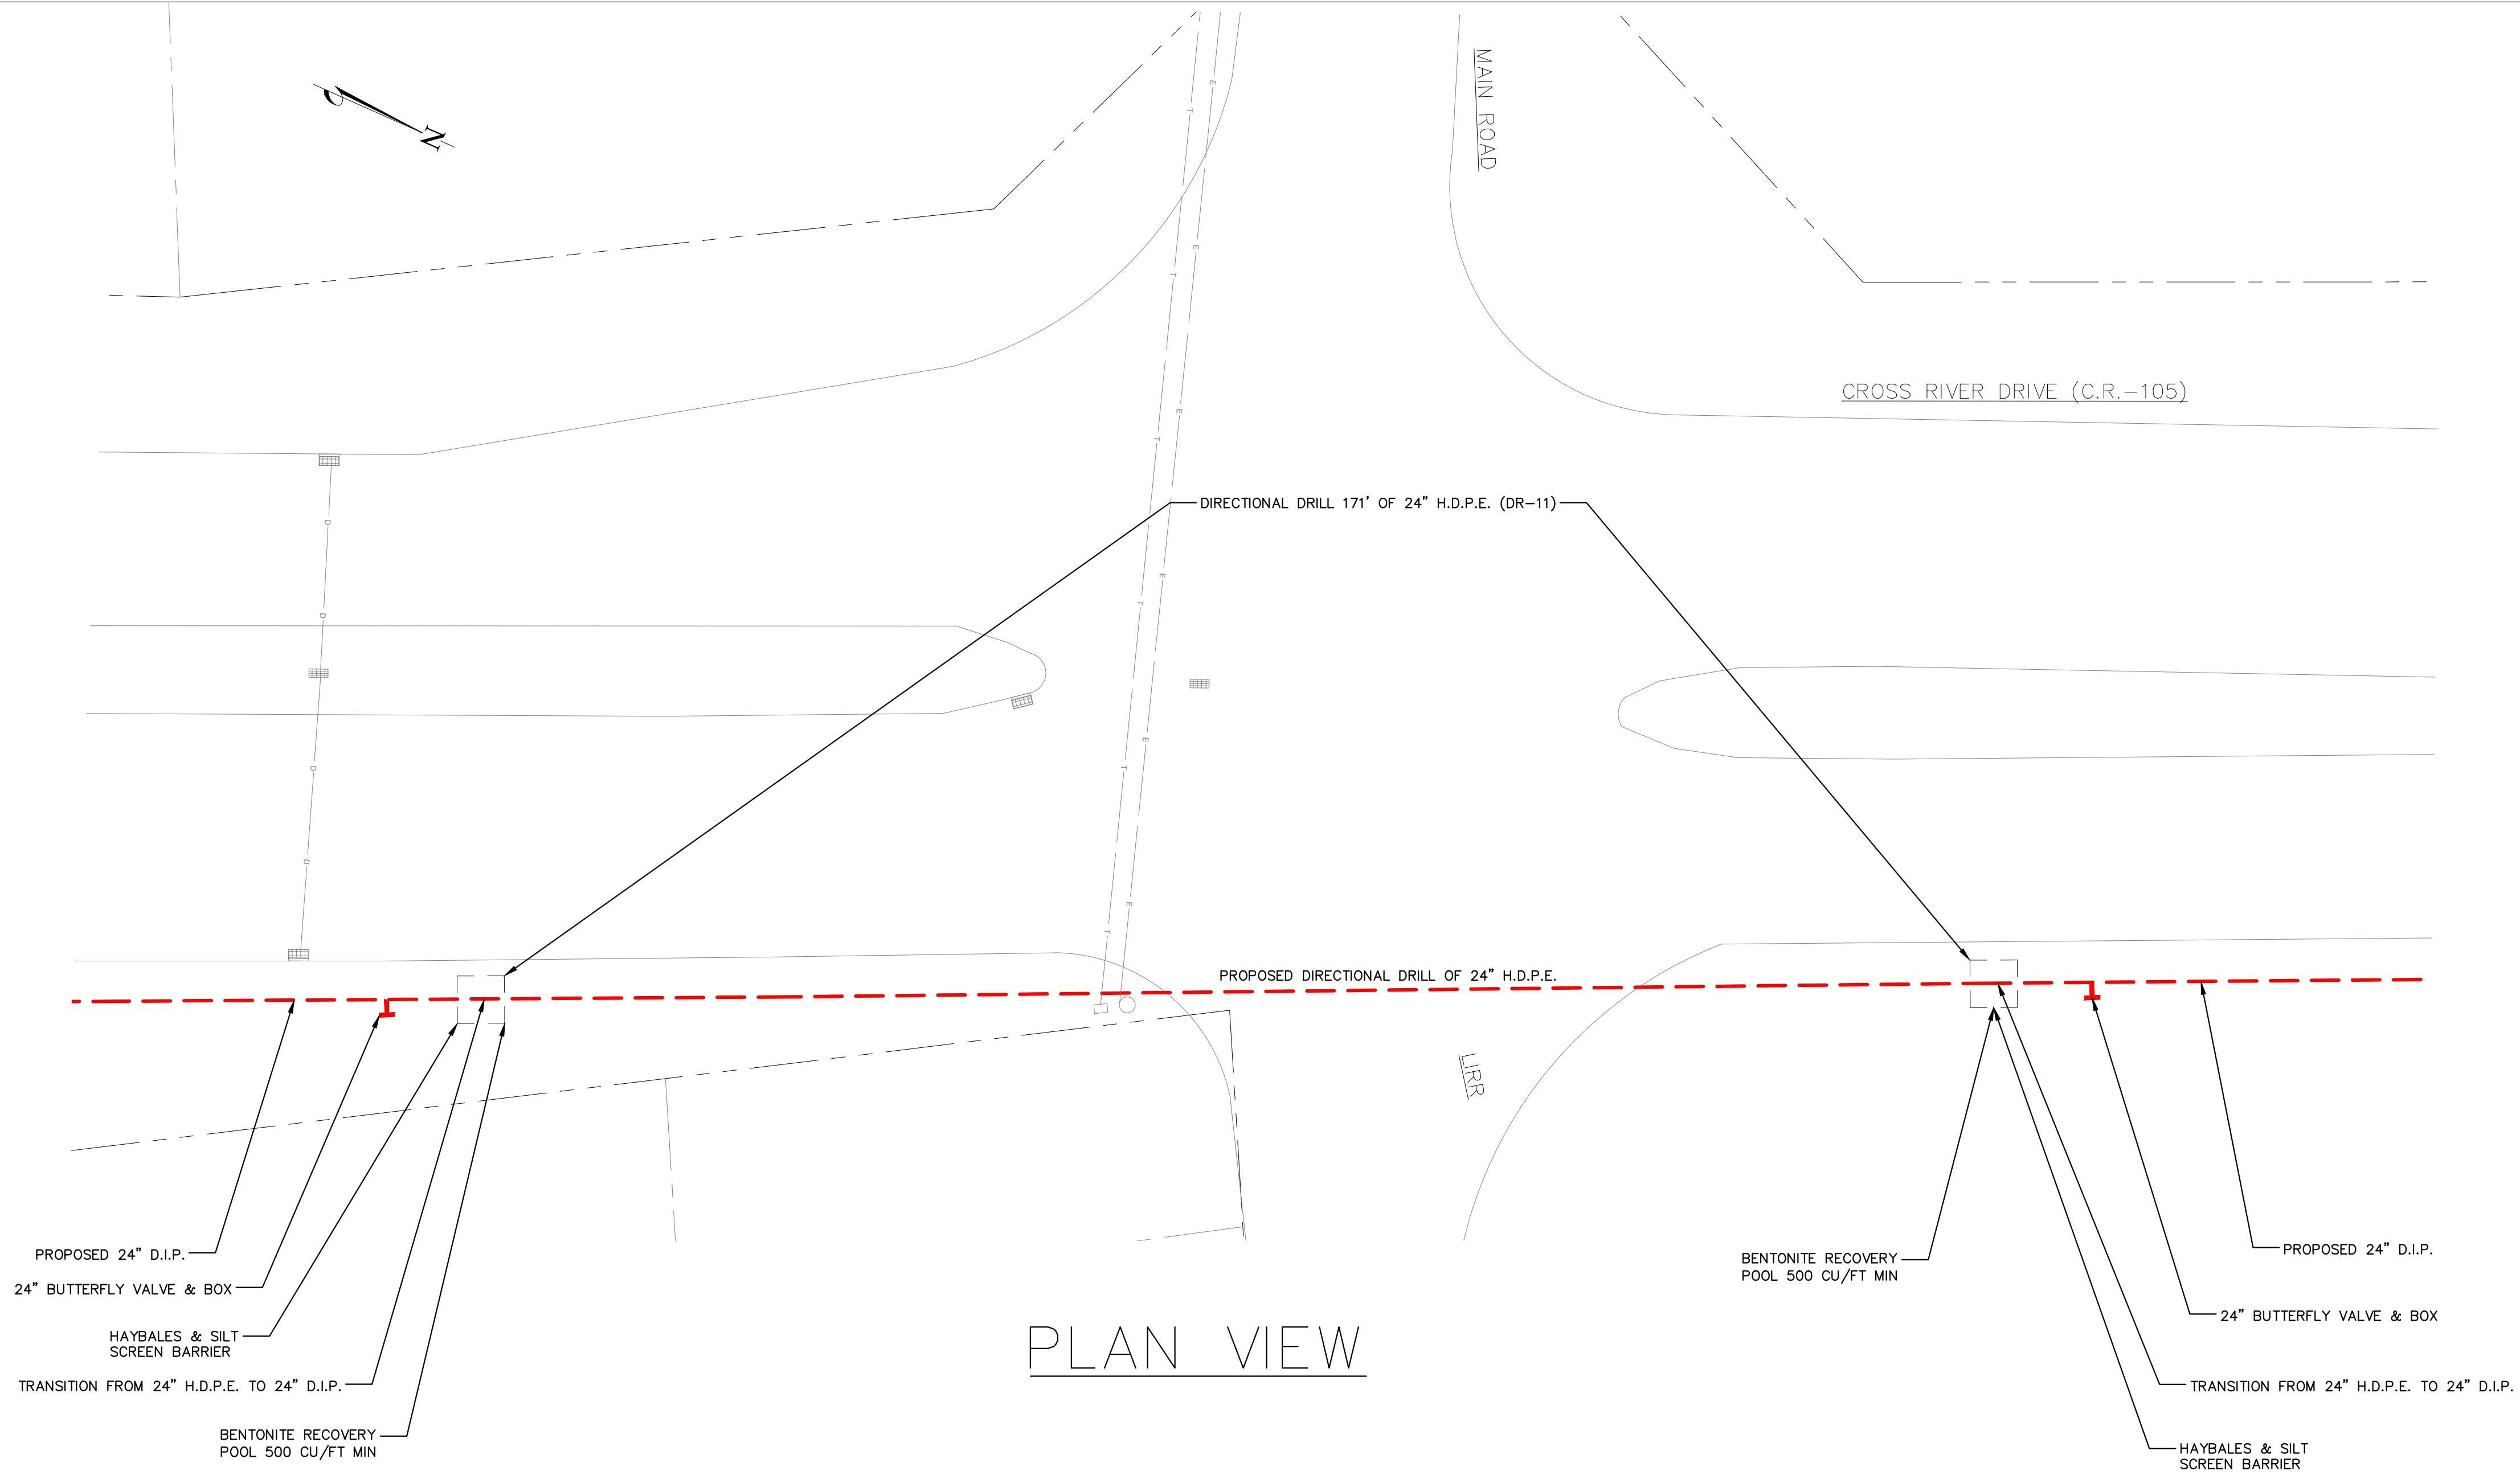 N
MAIN ROAD
CROSS RIVER DRIVE (C.R.-105)
DIRECTIONAL DRILL 171' OF 24" H.D.P.E. (DR-11)
E
T
E
T
E
T
E
T
E
T
E
T
D
D
D
D
PROPOSED DIRECTIONAL DRILL OF 24" H.D.P.E.
LIRR
PROPOSED 24" D.I.P.
24" BUTTERFLY VALVE & BOX
HAYBALES & SILT
SCREEN BARRIER
TRANSITION FROM 24" H.D.P.E. TO 24" D.I.P.
BENTONITE RECOVERY
POOL 500 CU/FT MIN
PLAN VIEW
BENTONITE RECOVERY
POOL 500 CU/FT MIN
PROPOSED 24" D.I.P.
24" BUTTERFLY VALVE & BOX
TRANSITION FROM 24" H.D.P.E. TO 24" D.I.P.
HAYBALES & SILT
SCREEN BARRIER